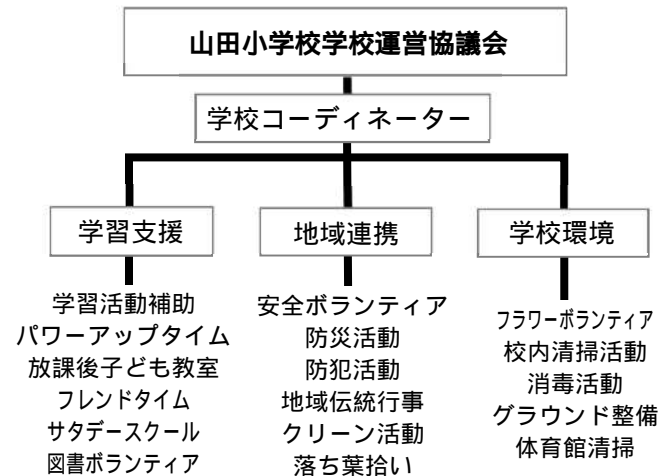 山田小学校学校運営協議会
学校コーディネーター
学習支援
地域連携
学校環境
学習活動補助
パワーアップタイム
放課後子ども教室
フレンドタイム
サタデースクール
図書ボランティア
安全ボランティア
防災活動
防犯活動
地域伝統行事
クリーン活動
落ち葉拾い
フラワーボランティア
校内清掃活動
消毒活動
グラウンド整備
体育館清掃